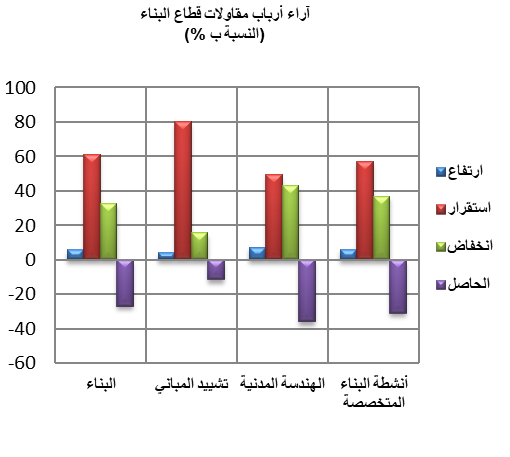 آراء أرباب مقاولات قطاع البناء
(النسبة ب %)
100
80
60
40
20
0
-20
-40
-60
ارتفاع
استقرار
انخفاض
الحاصل
البناء
تشييد المباني
الهندسة المدنية
أنشطة البناء
المتخصصة